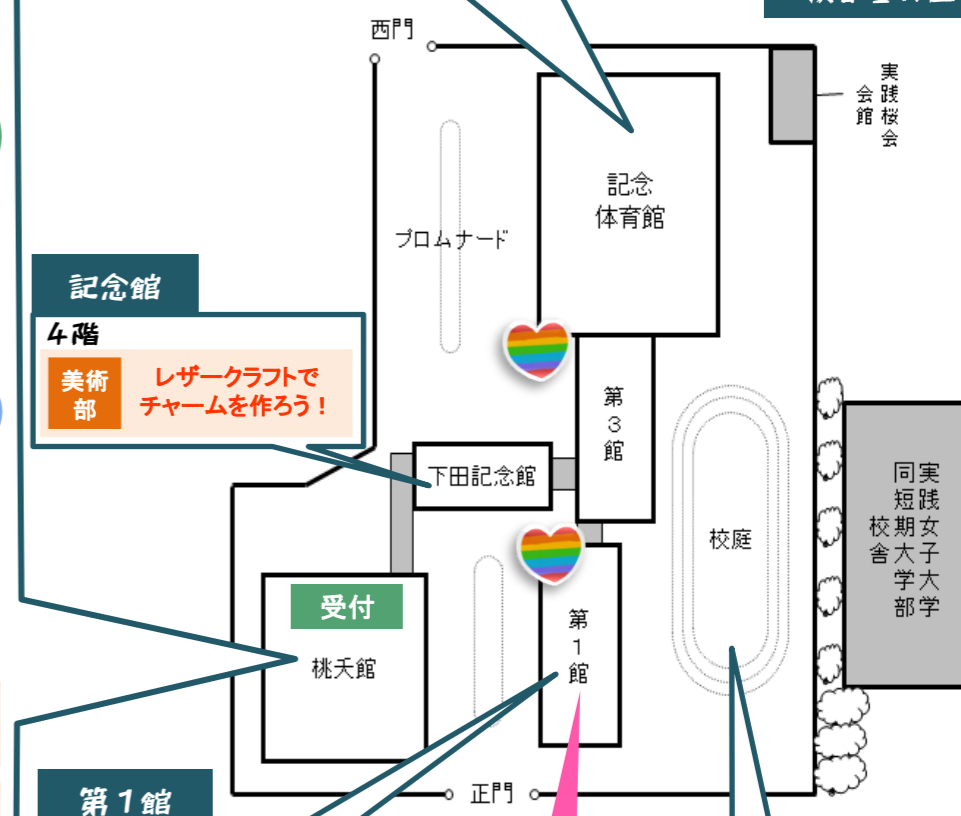 西門
実践桜会
会館
記念
体育館
プロムナード
記念館
4階
美術
部
レザークラフトで
チャームを作ろう！
第3館
下田記念館
校庭
実践女子大学
同短期大学部
校舎
受付
桃夭館
第1館
第1館
正門